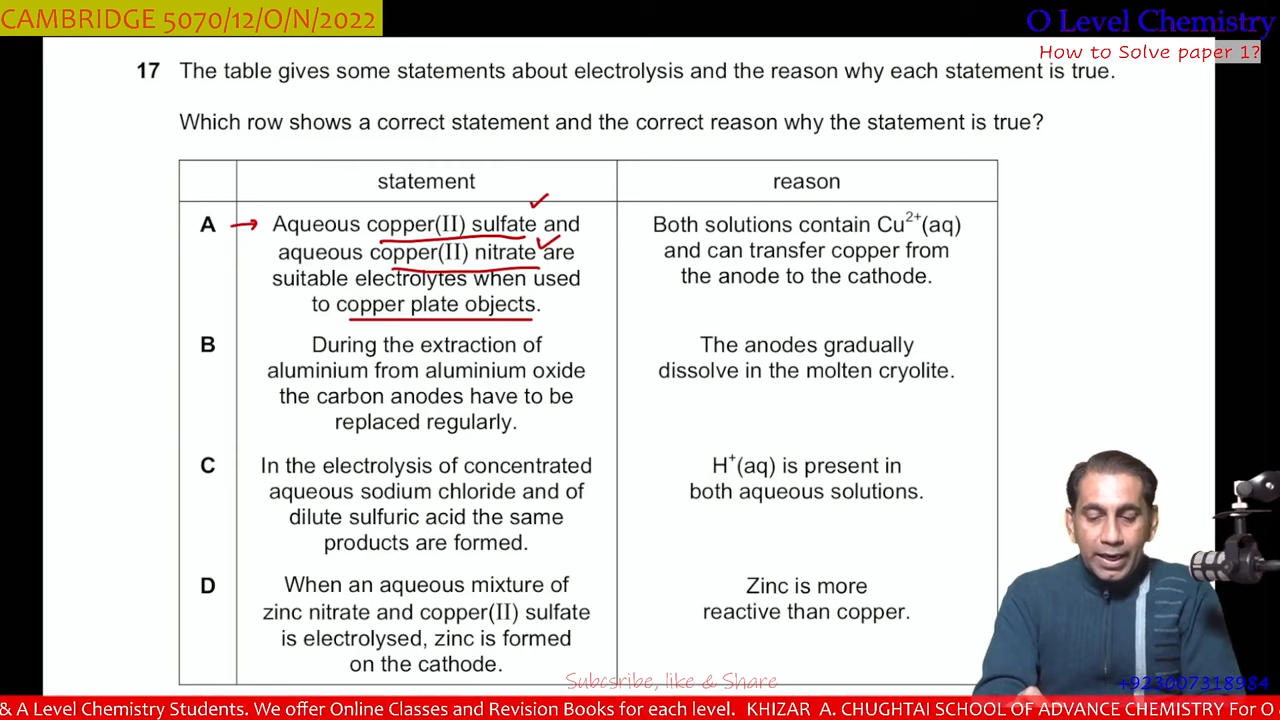 CAMBRIDGE 5070/12/O/N/2022
O Level Chemistry
How to Solve paper 1?
17 The table gives some statements about electrolysis and the reason why each statement is true.
Which row shows a correct statement and the correct reason why the statement is true?
statement
reason
A
Aqueous copper(II) sulfate and
aqueous copper(II) nitrate are
suitable electrolytes when used
to copper plate objects.
Both solutions contain Cu²⁺(aq)
and can transfer copper from
the anode to the cathode.
B
During the extraction of
aluminium from aluminium oxide
the carbon anodes have to be
replaced regularly.
The anodes gradually
dissolve in the molten cryolite.
C
In the electrolysis of concentrated
aqueous sodium chloride and of
dilute sulfuric acid the same
products are formed.
H⁺(aq) is present in
both aqueous solutions.
D
When an aqueous mixture of
zinc nitrate and copper(II) sulfate
is electrolysed, zinc is formed
on the cathode.
Zinc is more
reactive than copper.
Subcsribe, like & Share
+923007318984
& A Level Chemistry Students. We offer Online Classes and Revision Books for each level. KHIZAR A. CHUGHTAI SCHOOL OF ADVANCE CHEMISTRY For O